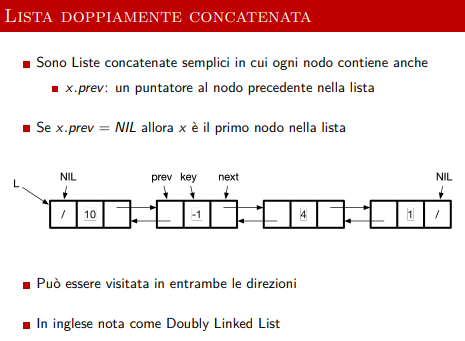 Lista doppiamente concatenata
Sono Liste concatenate semplici in cui ogni nodo contiene anche
x.prev: un puntatore al nodo precedente nella lista
Se x.prev = NIL allora x è il primo nodo nella lista
L NIL prev key next NIL
/ 10 -1 4 1 /
Può essere visitata in entrambe le direzioni
In inglese nota come Doubly Linked List